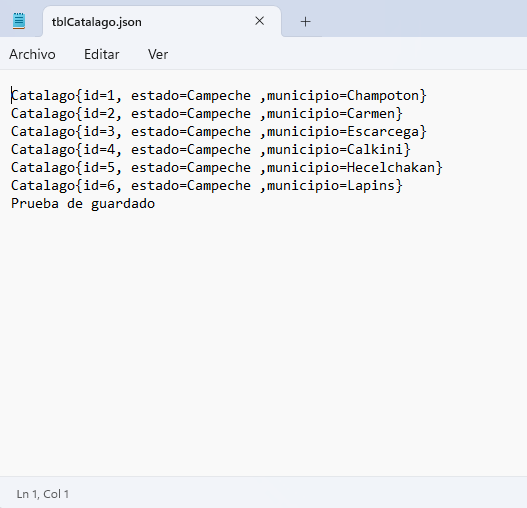 tblCatalago.json
Archivo Editar Ver
Catalago{id=1, estado=Campeche ,municipio=Champoton}
Catalago{id=2, estado=Campeche ,municipio=Carmen}
Catalago{id=3, estado=Campeche ,municipio=Escarcega}
Catalago{id=4, estado=Campeche ,municipio=Calkini}
Catalago{id=5, estado=Campeche ,municipio=Hecelchakan}
Catalago{id=6, estado=Campeche ,municipio=Lapins}
Prueba de guardado
Ln 1, Col 1